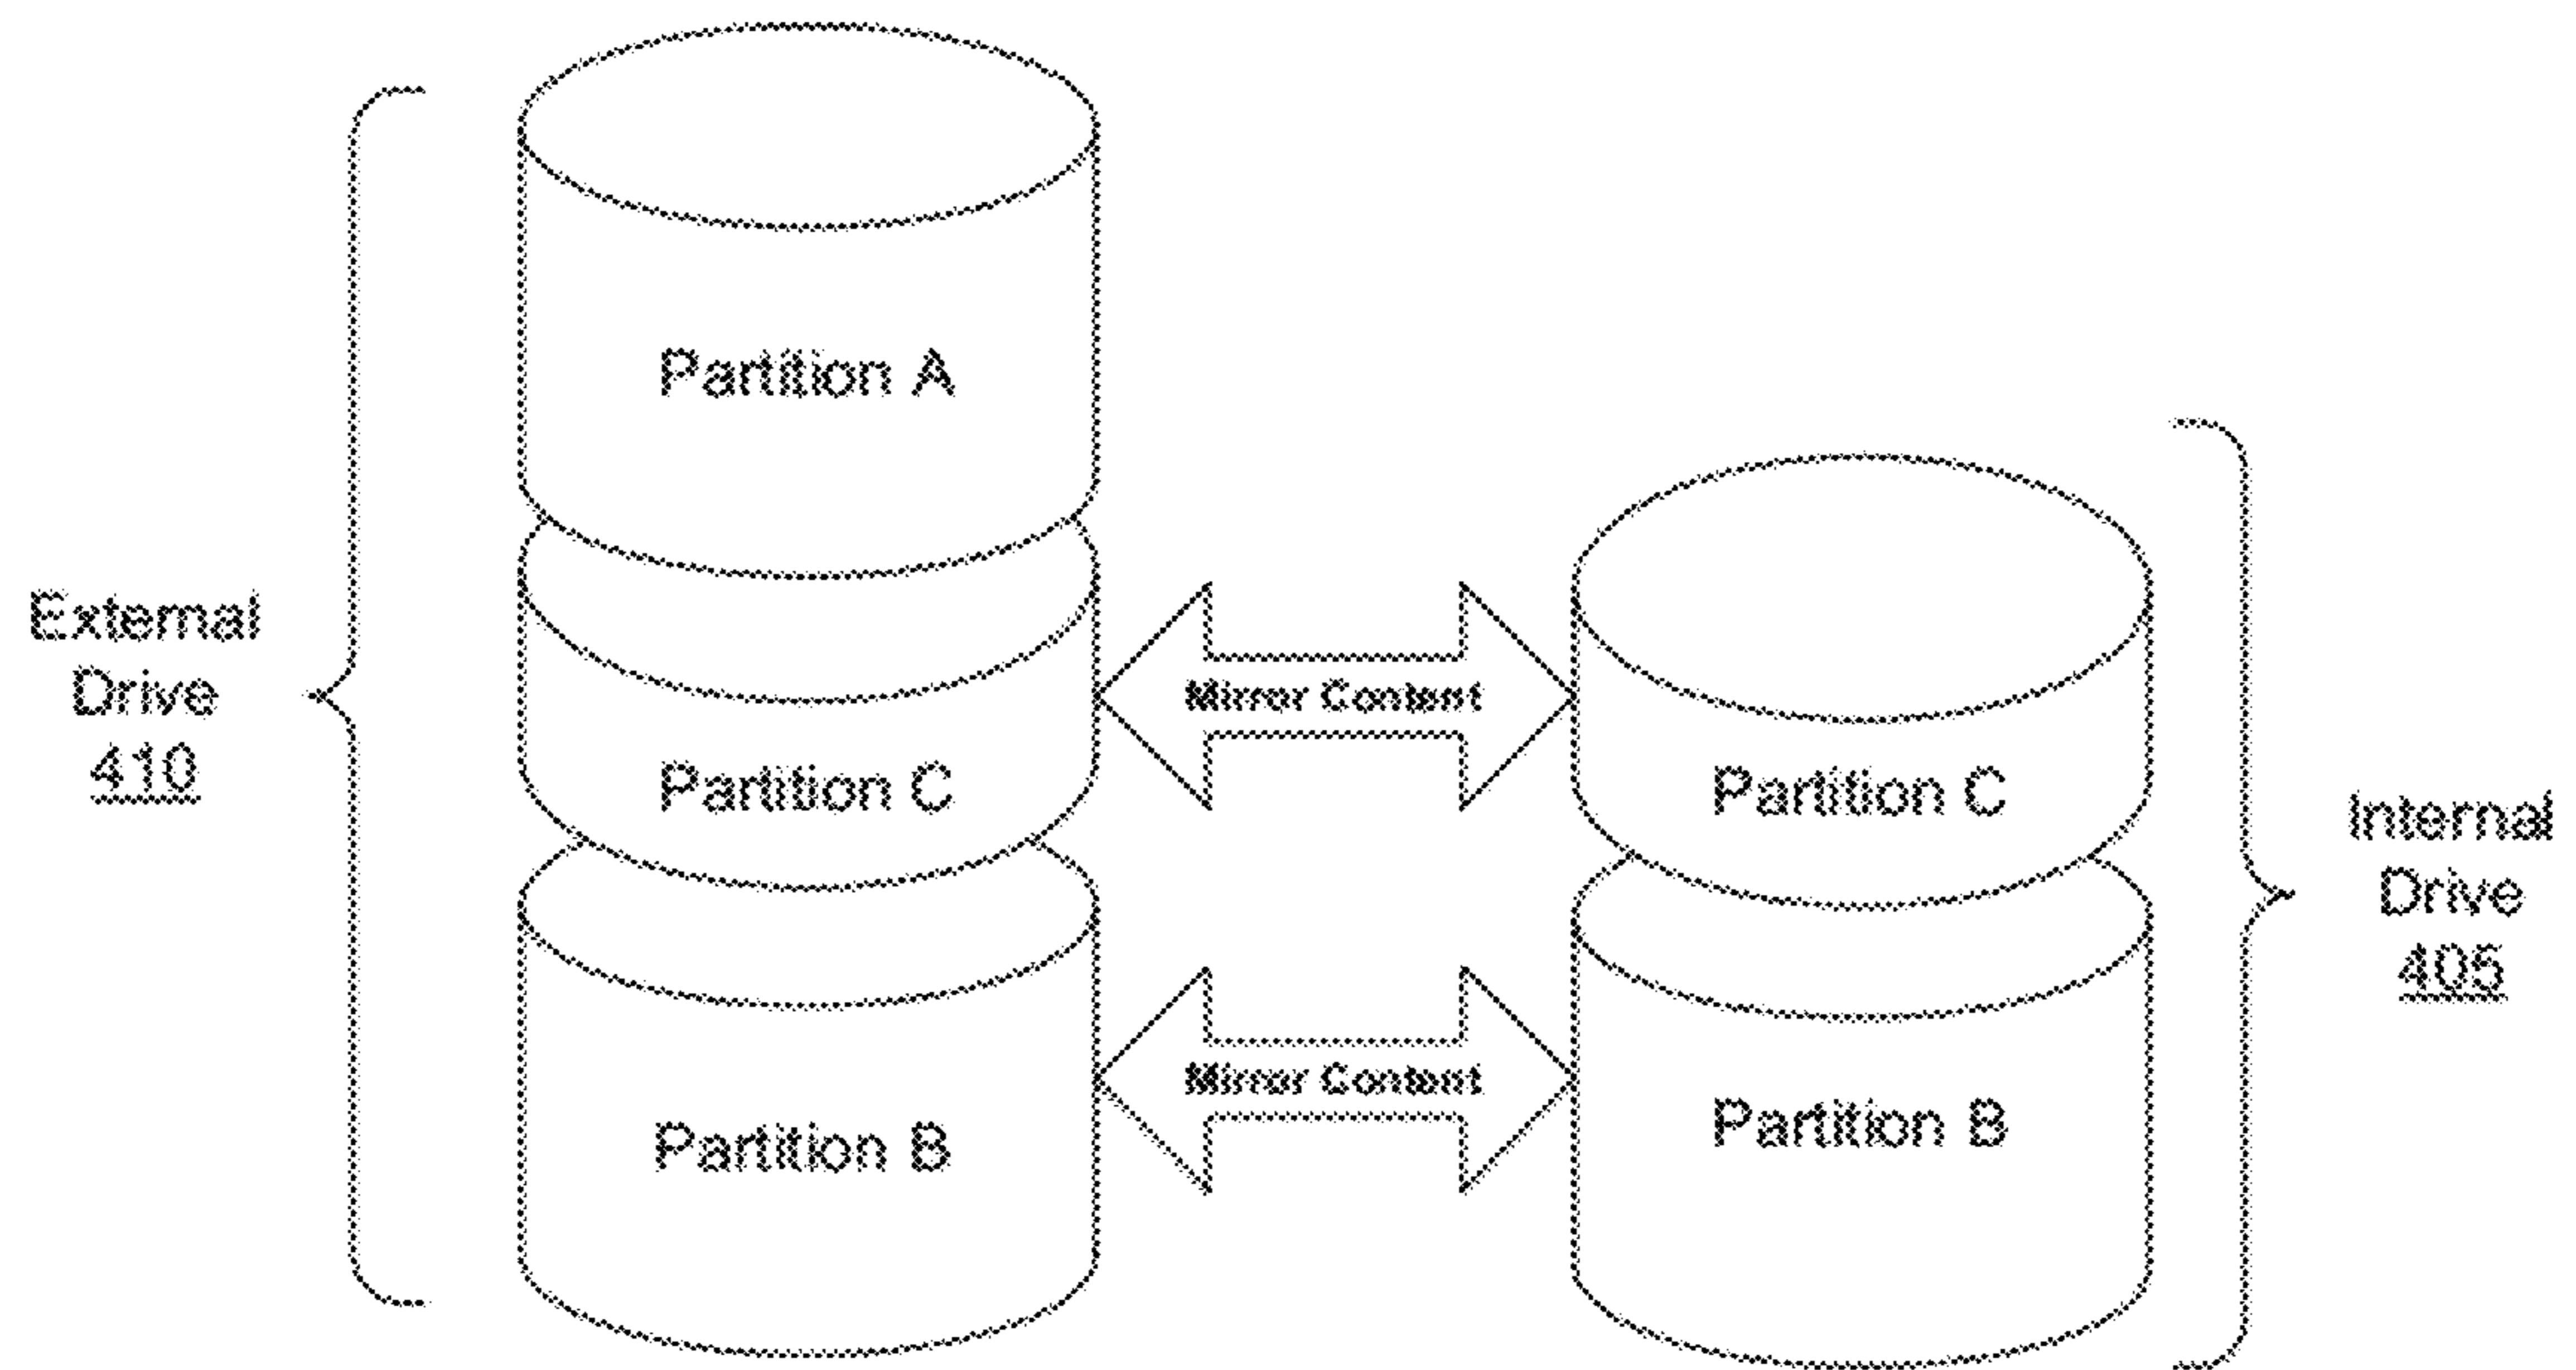 Partition A
External
Drive
410
Mirror Content
Partition C
Partition C
Internal
Drive
405
Mirror Content
Partition B
Partition B